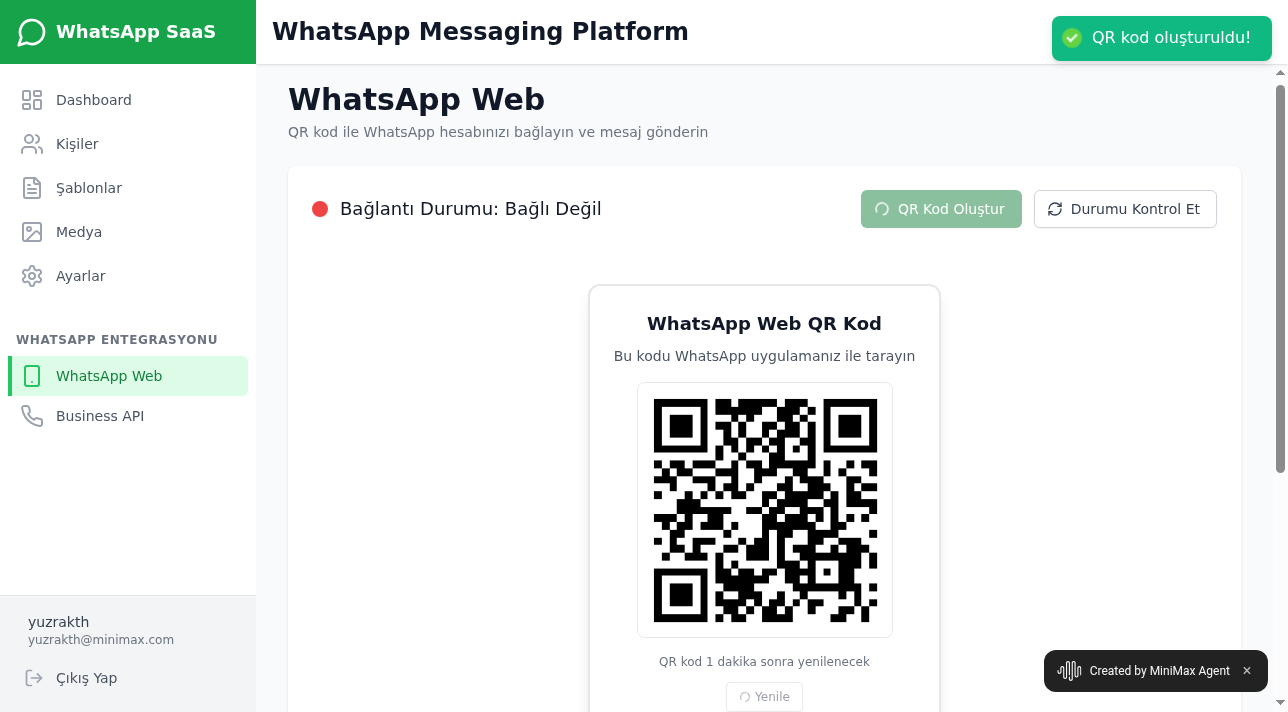 WhatsApp SaaS
WhatsApp Messaging Platform
QR kod oluşturuldu!
Dashboard
Kişiler
Şablonlar
Medya
Ayarlar
WHATSAPP ENTEGRASYONU
WhatsApp Web
Business API
yuzrakth
yuzrakth@minimax.com
Çıkış Yap
WhatsApp Web
QR kod ile WhatsApp hesabınızı bağlayın ve mesaj gönderin
Bağlantı Durumu: Bağlı Değil
QR Kod Oluştur
Durumu Kontrol Et
WhatsApp Web QR Kod
Bu kodu WhatsApp uygulamanız ile tarayın
QR kod 1 dakika sonra yenilenecek
Yenile
Created by MiniMax Agent